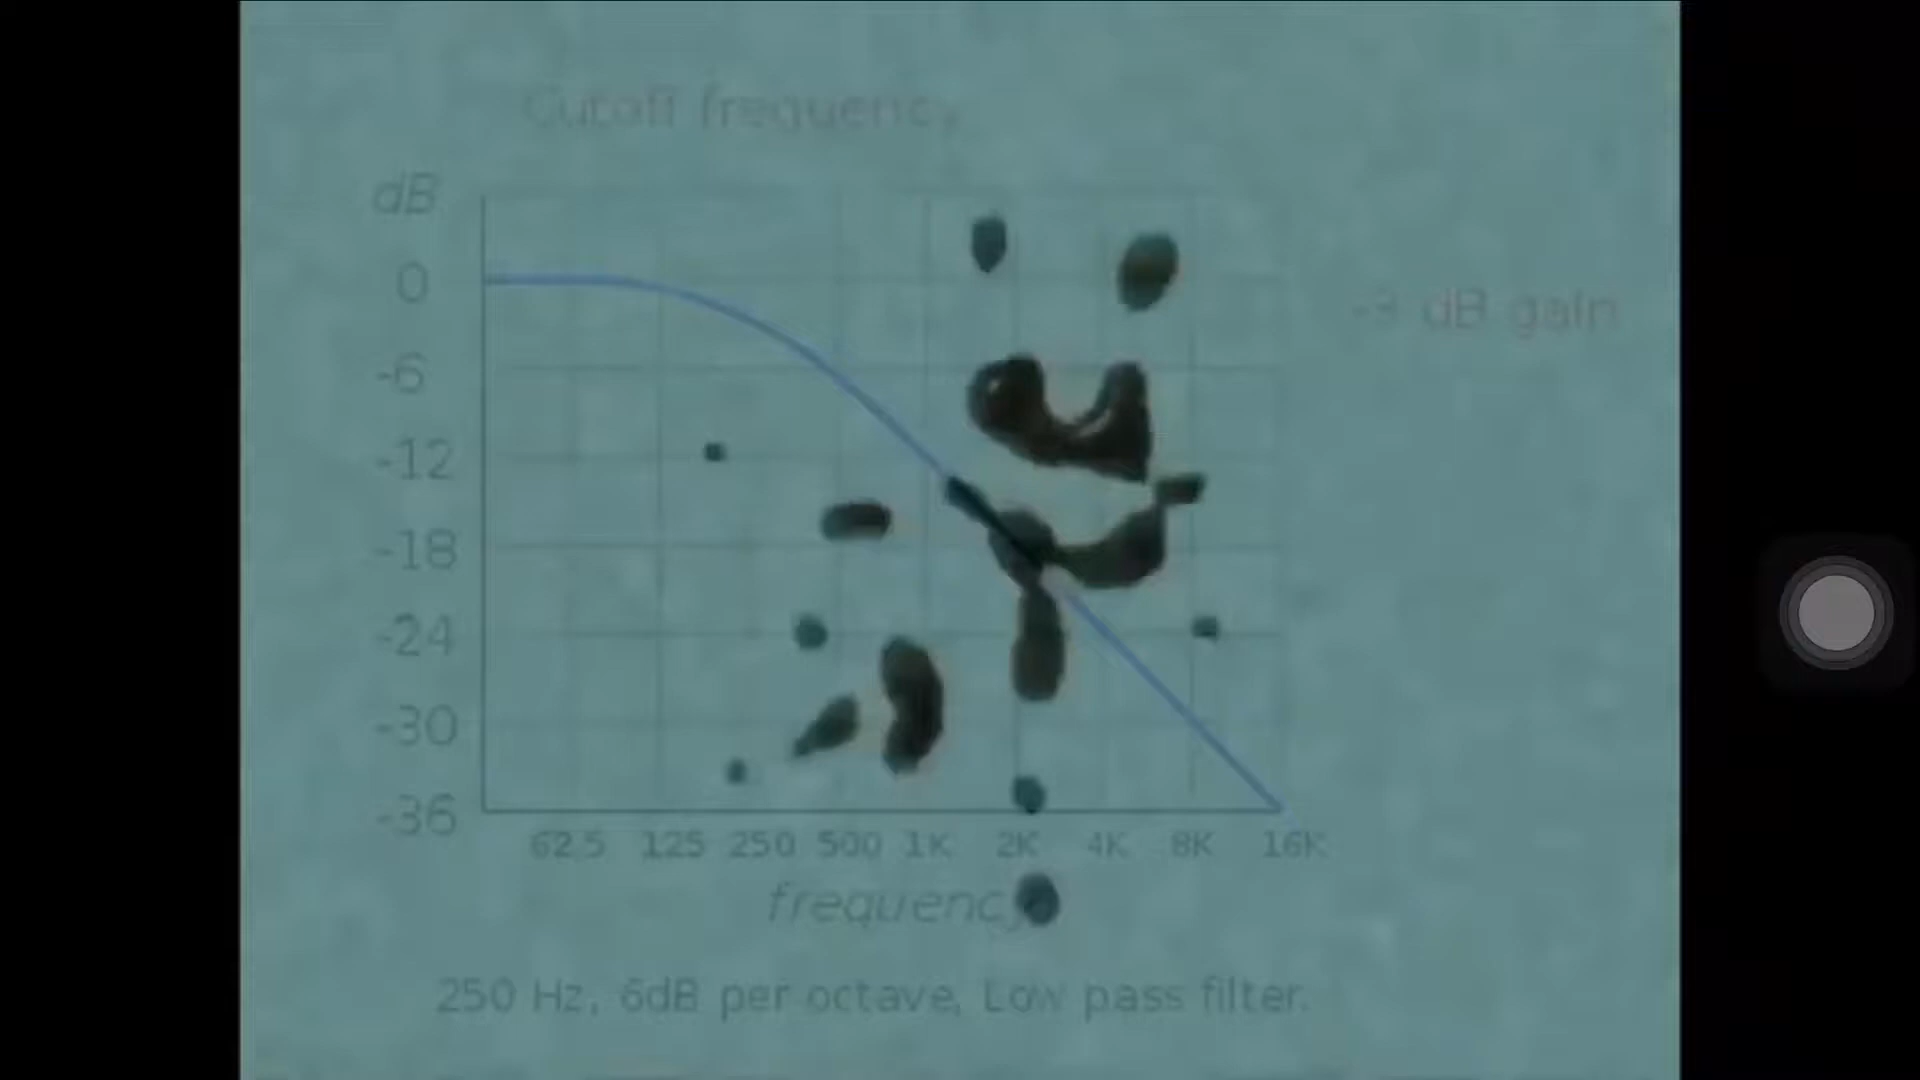 Cutoff frequency
dB
0
-3 dB gain
-6
-12
-18
-24
-30
-36
62.5 125 250 500 1K 2K 4K 8K 16K
frequency
250 Hz, 6dB per octave, Low pass filter.